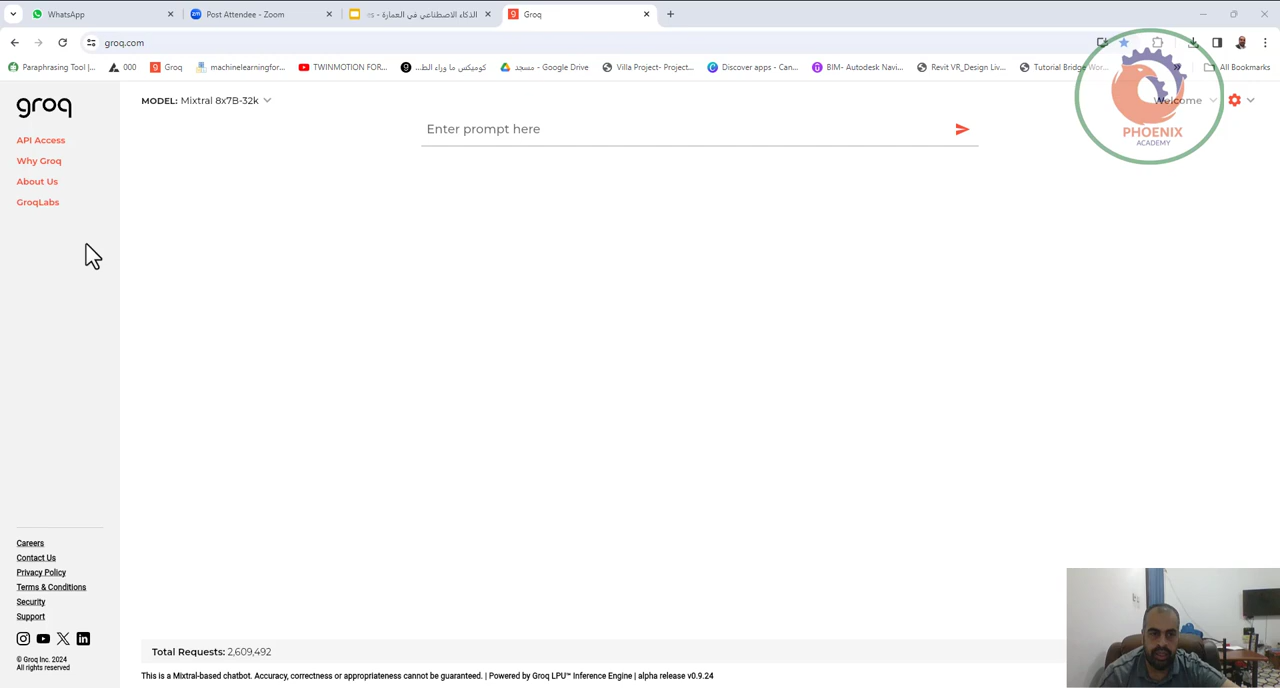 WhatsApp
Post Attendee - Zoom
الذكاء الاصطناعي في العمارة - es
Groq
groq.com
Paraphrasing Tool |...
000
Groq
machinelearningfor...
TWINMOTION FOR...
كوميكس ما وراء الط...
مسجد - Google Drive
Villa Project- Project...
Discover apps - Can...
BIM- Autodesk Navi...
Revit VR_Design Liv...
Tutorial Bridge Wor...
All Bookmarks
groq
MODEL: Mixtral 8x7B-32k
Welcome
Enter prompt here
PHOENIX
ACADEMY
API Access
Why Groq
About Us
GroqLabs
Careers
Contact Us
Privacy Policy
Terms & Conditions
Security
Support
© Groq Inc. 2024
All rights reserved
Total Requests: 2,609,492
This is a Mixtral-based chatbot. Accuracy, correctness or appropriateness cannot be guaranteed. | Powered by Groq LPU™ Inference Engine | alpha release v0.9.24